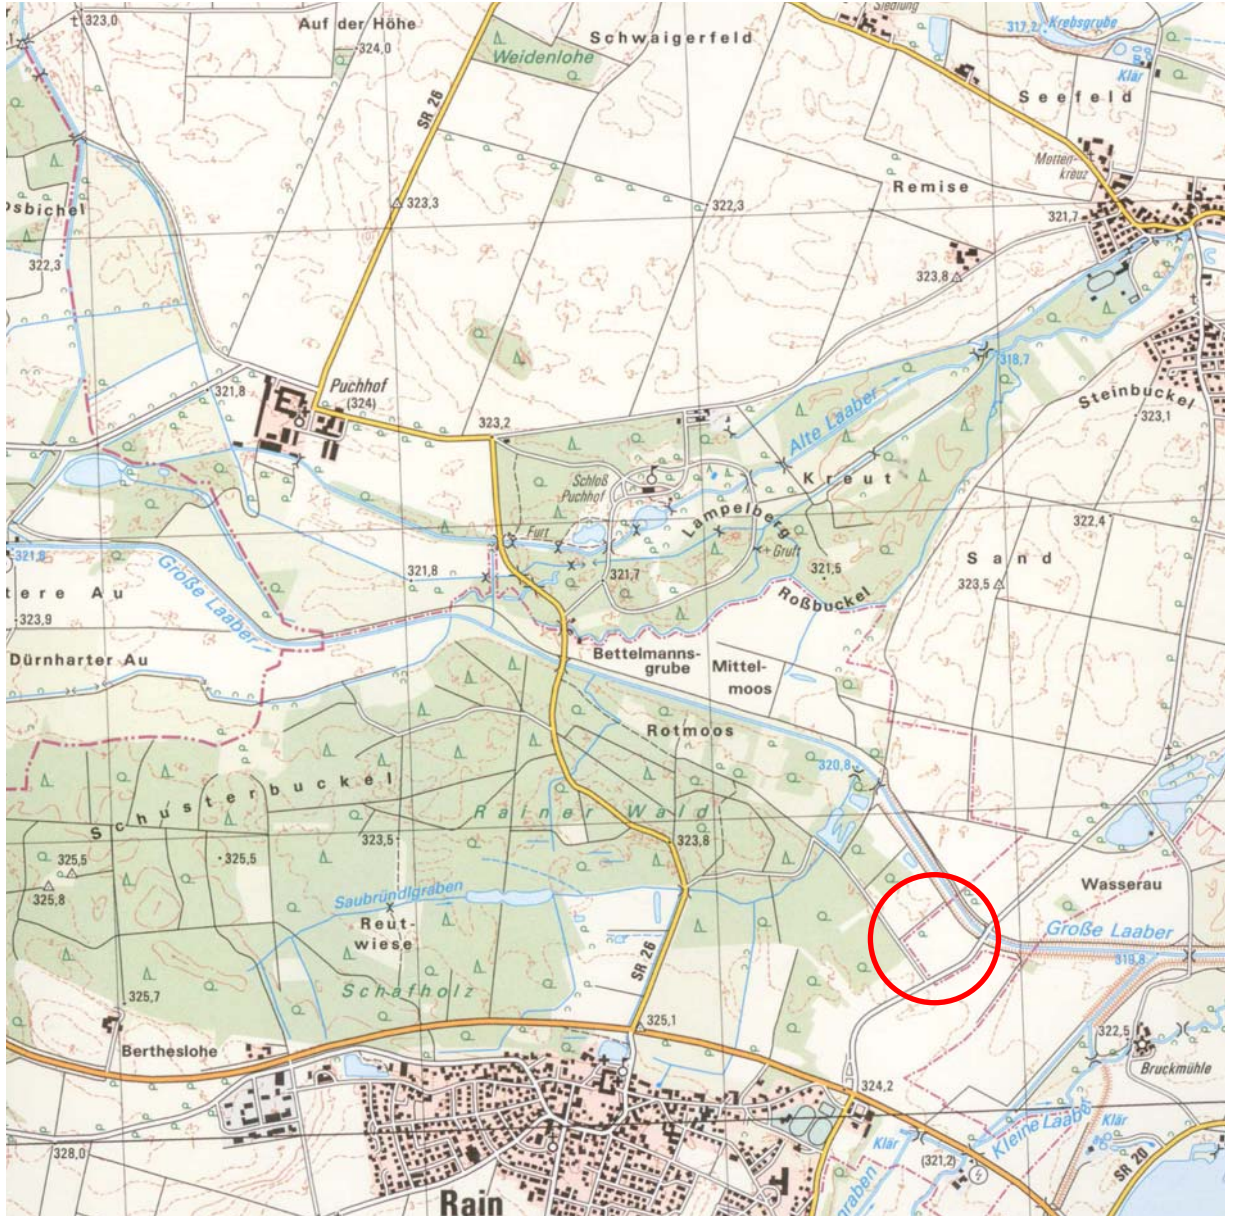 323,0
Auf der Höhe
324,0
Weidenlohe
Schwaigerfeld
Siedlung
317,2
Krebsgrube
Klär
Seefeld
SR 26
Motten-
kreuz
Remise
323,3
322,3
321,7
osbichel
322,3
323,8
318,7
Puchhof
(324)
321,8
323,2
Steinbuckel
323,1
Alte Laaber
Schloß
Puchhof
Kreut
Lampelberg
322,4
Furt
Gruft
321,6
321,8
321,7
321,5
Sand
323,5
Große Laaber
tere Au
323,9
Roßbuckel
Dürnharter Au
Bettelmanns-
grube
Mittel-
moos
Rotmoos
320,8
Schusterbuckel
Rainer Wald
323,5
323,8
325,5
325,5
325,8
Saubründlgraben
Reut-
wiese
Wasserau
Große Laaber
319,8
SR 26
Schafholz
325,7
325,1
322,5
Bertheslohe
Bruckmühle
324,2
Kleine Laaber
Klär
Klär
(321,2)
328,0
SR 20
graben
Rain